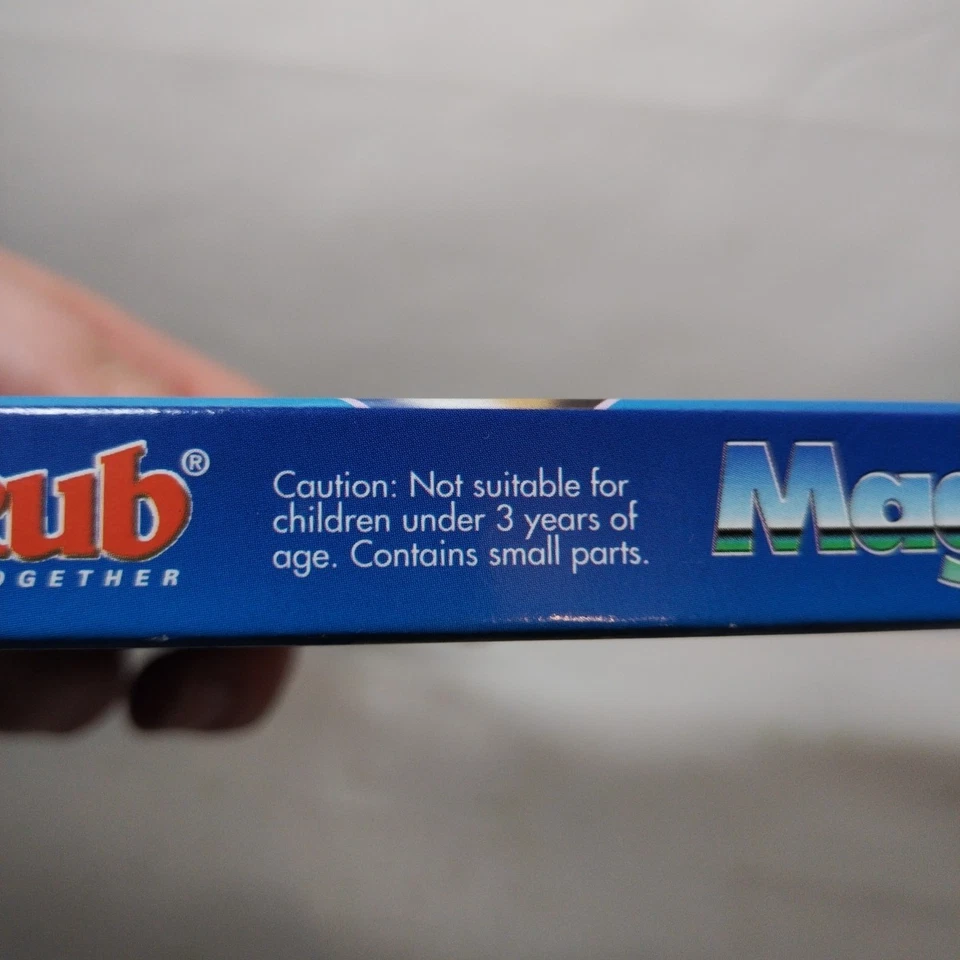 ub®
OGETHER
Caution: Not suitable for
children under 3 years of
age. Contains small parts.
Mag